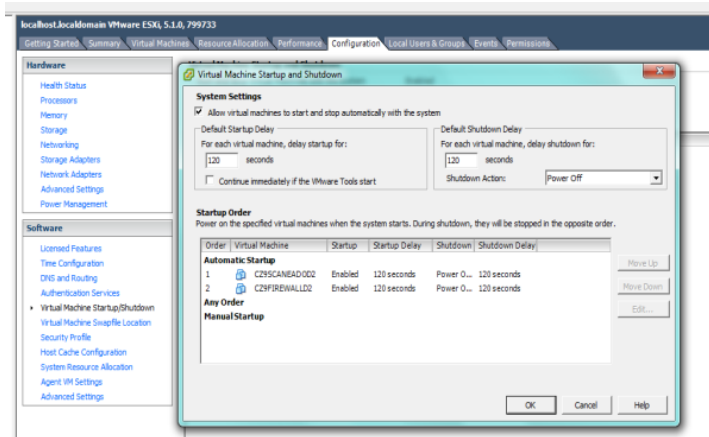 localhost.localdomain VMware ESXi, 5.1.0, 799733
Getting Started Summary Virtual Machines Resource Allocation Performance Configuration Local Users & Groups Events Permissions
Hardware
Health Status
Processors
Memory
Storage
Networking
Storage Adapters
Network Adapters
Advanced Settings
Power Management
Software
Licensed Features
Time Configuration
DNS and Routing
Authentication Services
Virtual Machine Startup/Shutdown
Virtual Machine Swapfile Location
Security Profile
Host Cache Configuration
System Resource Allocation
Agent VM Settings
Advanced Settings
Virtual Machine Startup and Shutdown
System Settings
Allow virtual machines to start and stop automatically with the system
Default Startup Delay
For each virtual machine, delay startup for:
120 seconds
Continue immediately if the VMware Tools start
Default Shutdown Delay
For each virtual machine, delay shutdown for:
120 seconds
Shutdown Action: Power Off
Startup Order
Power on the specified virtual machines when the system starts. During shutdown, they will be stopped in the opposite order.
Order Virtual Machine Startup Startup Delay Shutdown Shutdown Delay
Automatic Startup
1 CZ9SCANEADOD2 Enabled 120 seconds Power O... 120 seconds
2 CZ9FIREWALLD2 Enabled 120 seconds Power O... 120 seconds
Any Order
Manual Startup
Move Up
Move Down
Edit...
OK Cancel Help